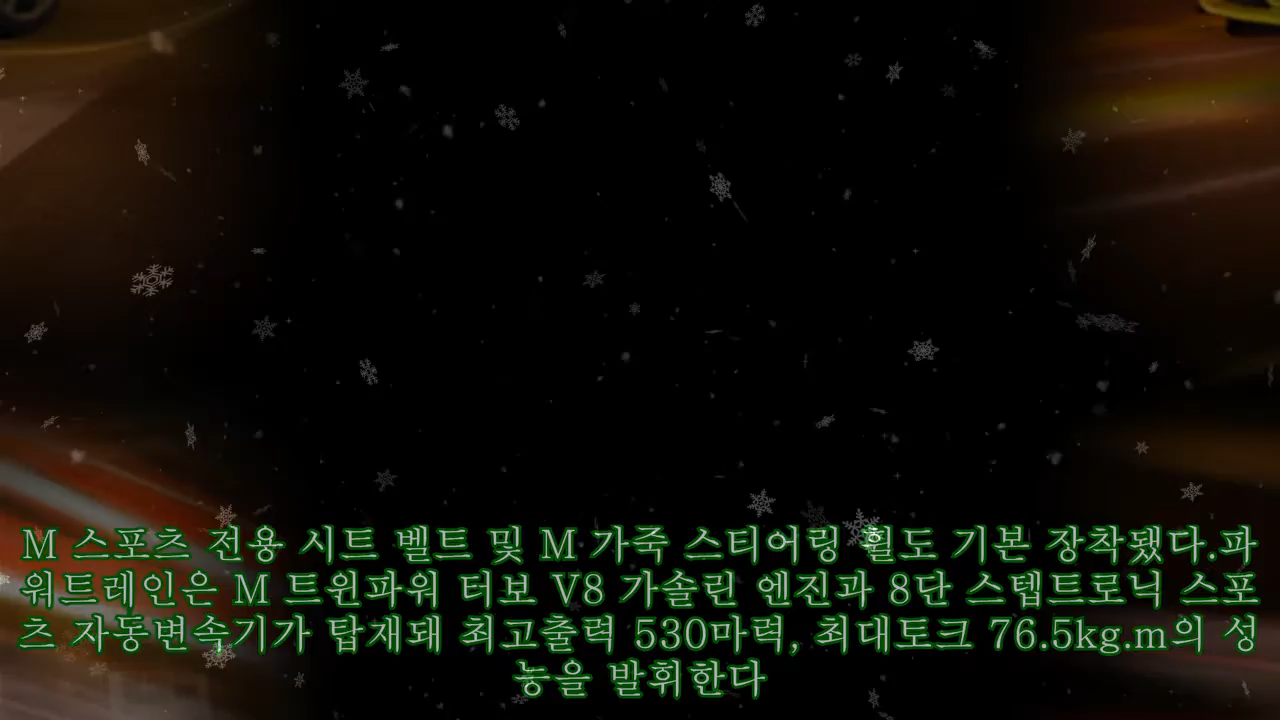 M 스포츠 전용 시트 벨트 및 M 가죽 스티어링 휠도 기본 장착됐다.파
워트레인은 M 트윈파워 터보 V8 가솔린 엔진과 8단 스텝트로닉 스포
츠 자동변속기가 탑재돼 최고출력 530마력, 최대토크 76.5kg.m의 성
능을 발휘한다